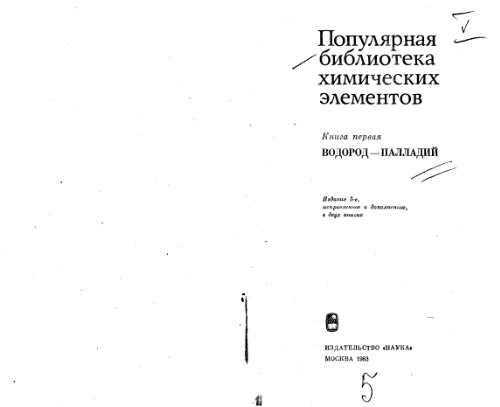 Популярная
библиотека
химических
элементов
Книга первая
ВОДОРОД—ПАЛЛАДИЙ
Издание 3-е,
исправленное и дополненное,
в двух книгах
ИЗДАТЕЛЬСТВО «НАУКА»
МОСКВА 1983
5